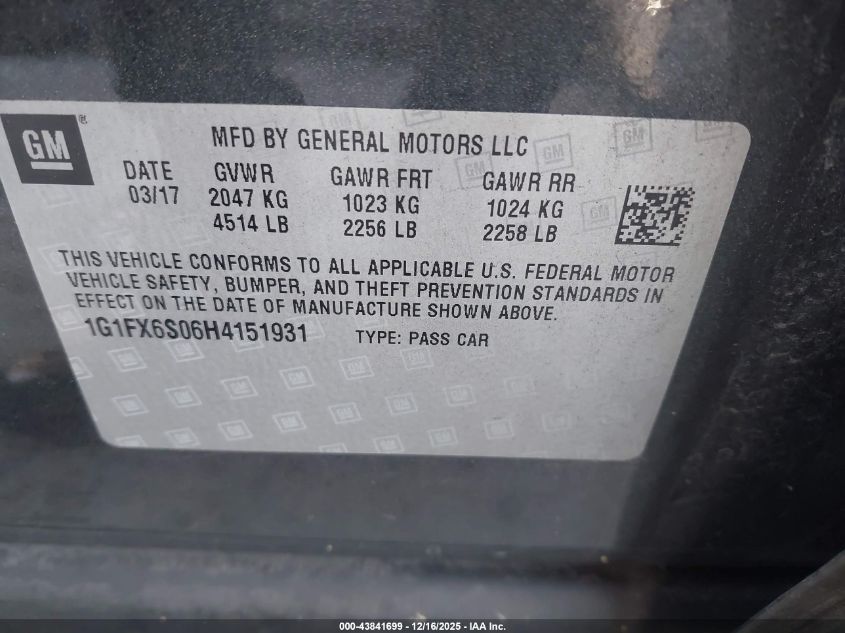 GM ®
MFD BY GENERAL MOTORS LLC
DATE GVWR GAWR FRT GAWR RR
03/17 2047 KG 1023 KG 1024 KG
4514 LB 2256 LB 2258 LB
THIS VEHICLE CONFORMS TO ALL APPLICABLE U.S. FEDERAL MOTOR
VEHICLE SAFETY, BUMPER, AND THEFT PREVENTION STANDARDS IN
EFFECT ON THE DATE OF MANUFACTURE SHOWN ABOVE.
1G1FX6S06H4151931 TYPE: PASS CAR
000-43841699 - 12/16/2025 - IAA Inc.